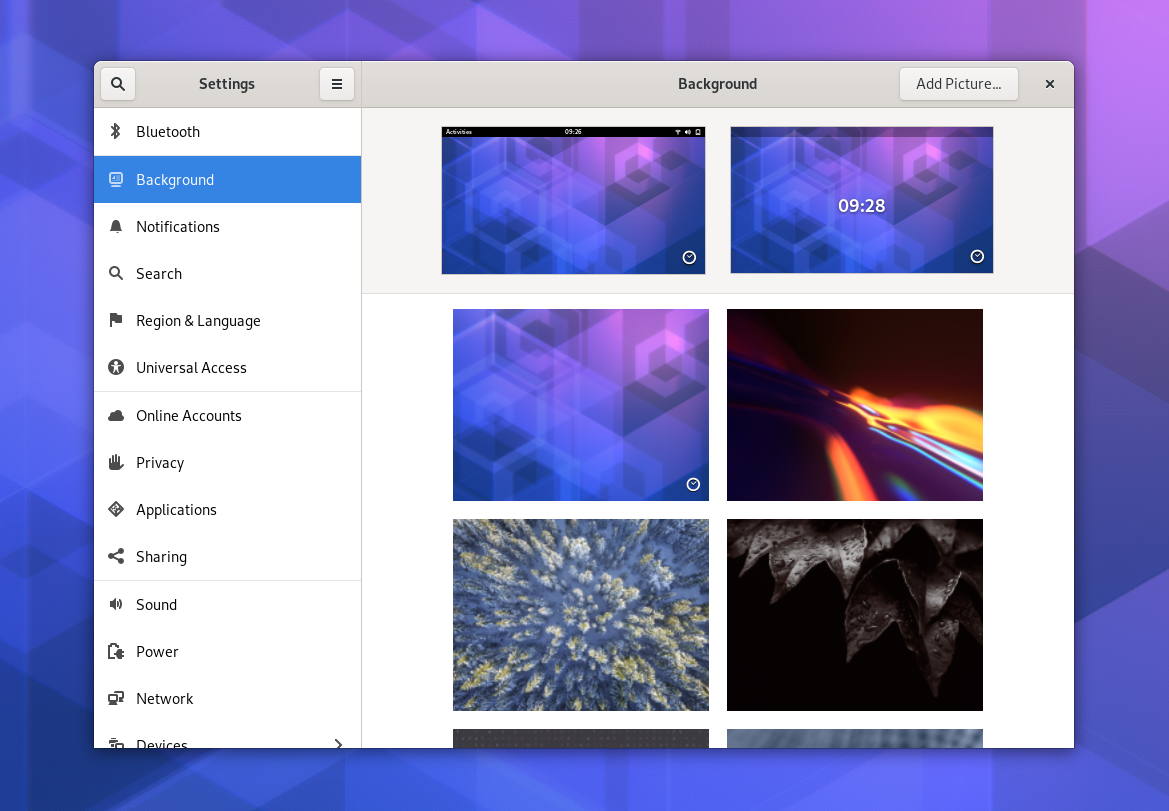 Settings
Background
Add Picture...
Activities
09:26
09:28
Bluetooth
Background
Notifications
Search
Region & Language
Universal Access
Online Accounts
Privacy
Applications
Sharing
Sound
Power
Network
Devices